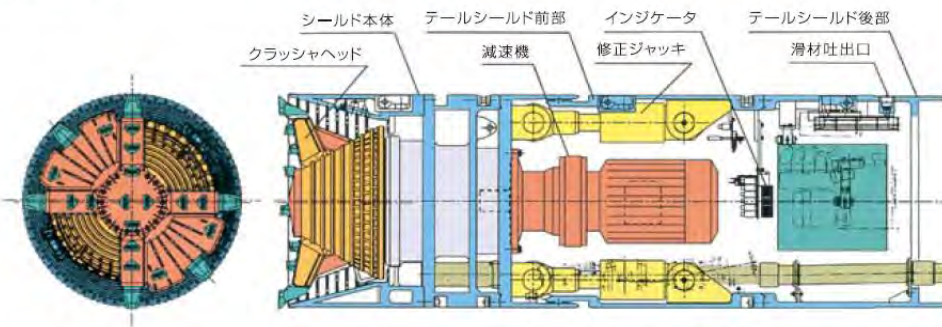 シールド本体
テールシールド前部
インジケータ
テールシールド後部
クラッシャヘッド
減速機
修正ジャッキ
滑材吐出口